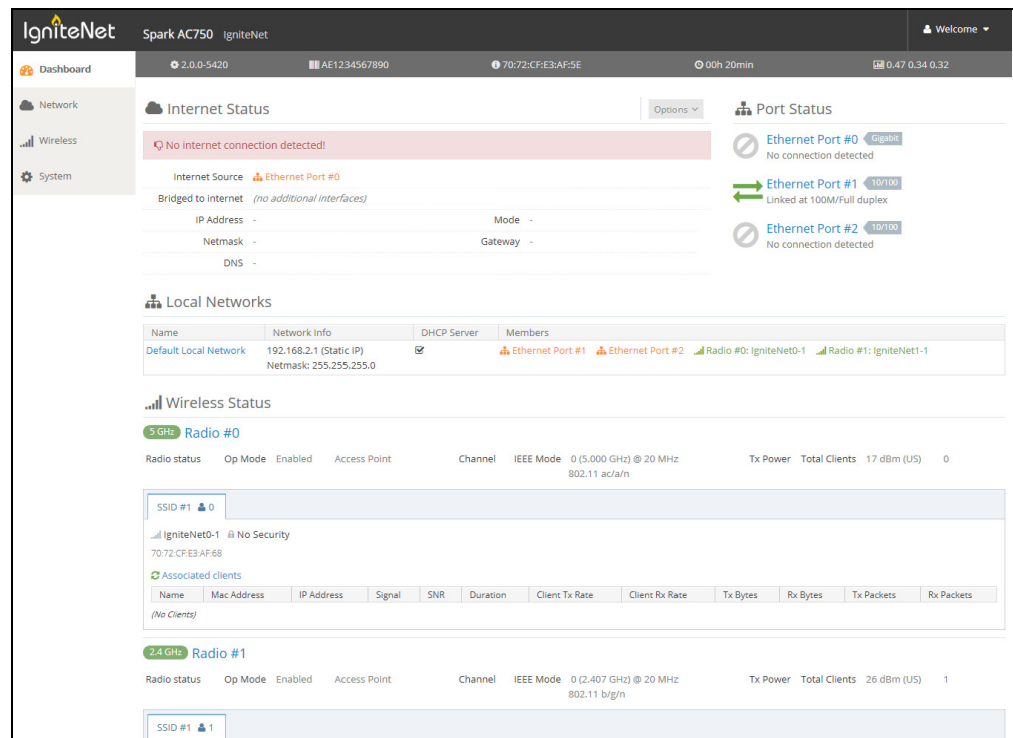 IgniteNet
Spark AC750 IgniteNet
Welcome
Dashboard
2.0.0-5420
AE1234567890
70:72:CF:E3:AF:5E
00h 20min
0.47 0.34 0.32
Network
Wireless
System
Internet Status
Options
No internet connection detected!
Internet Source Ethernet Port #0
Bridged to internet (no additional interfaces)
IP Address - Mode -
Netmask - Gateway -
DNS -
Port Status
Ethernet Port #0 Gigabit
No connection detected
Ethernet Port #1 10/100
Linked at 100M/Full duplex
Ethernet Port #2 10/100
No connection detected
Local Networks
Name Network Info DHCP Server Members
Default Local Network 192.168.2.1 (Static IP) Ethernet Port #1 Ethernet Port #2 Radio #0: IgniteNet0-1 Radio #1: IgniteNet1-1
Netmask: 255.255.255.0
Wireless Status
5 GHz Radio #0
Radio status Op Mode Enabled Access Point Channel IEEE Mode 0 (5.000 GHz) @ 20 MHz Tx Power Total Clients 17 dBm (US) 0
802.11 ac/a/n
SSID #1 0
IgniteNet0-1 No Security
70:72:CF:E3:AF:68
Associated clients
Name Mac Address IP Address Signal SNR Duration Client Tx Rate Client Rx Rate Tx Bytes Rx Bytes Tx Packets Rx Packets
(No Clients)
2.4 GHz Radio #1
Radio status Op Mode Enabled Access Point Channel IEEE Mode 0 (2.407 GHz) @ 20 MHz Tx Power Total Clients 26 dBm (US) 1
802.11 b/g/n
SSID #1 1